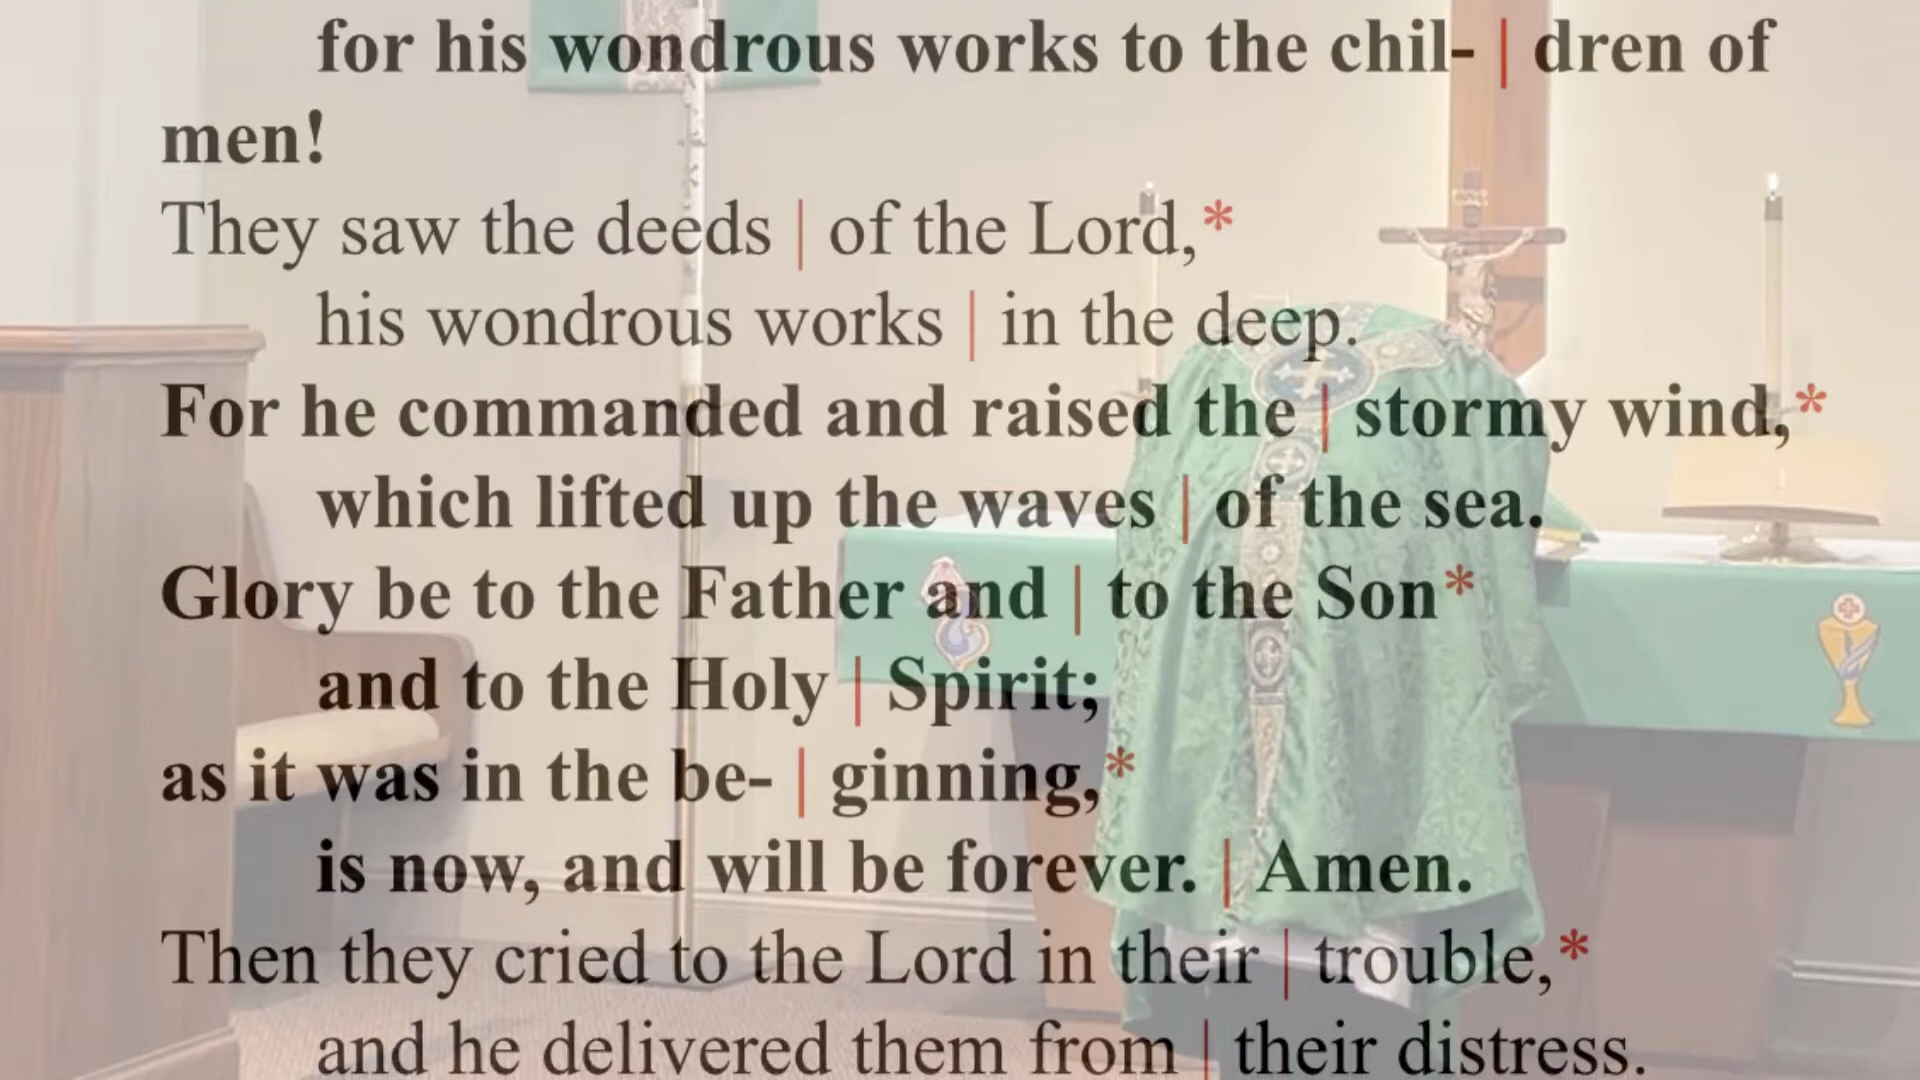 for his wondrous works to the chil- | dren of
men!
They saw the deeds | of the Lord,*
his wondrous works | in the deep.
For he commanded and raised the | stormy wind,*
which lifted up the waves | of the sea.
Glory be to the Father and | to the Son*
and to the Holy | Spirit;
as it was in the be- | ginning,*
is now, and will be forever. | Amen.
Then they cried to the Lord in their | trouble,*
and he delivered them from | their distress.